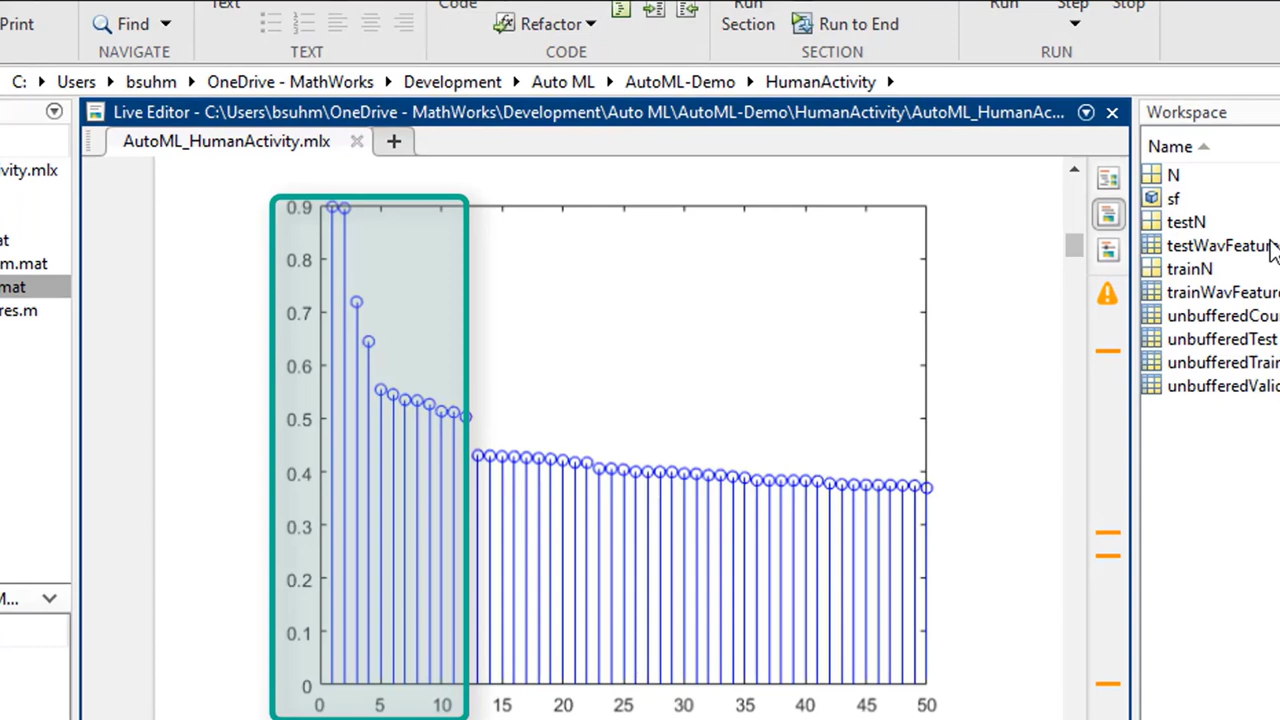 Text
Code
Run
Run
Step
Stop
Print
Find
Refactor
Section
Run to End
NAVIGATE
TEXT
CODE
SECTION
RUN
C: Users bsuhm OneDrive - MathWorks Development Auto ML AutoML-Demo HumanActivity
Live Editor - C:\Users\bsuhm\OneDrive - MathWorks\Development\Auto ML\AutoML-Demo\HumanActivity\AutoML_HumanAc...
Workspace
AutoML_HumanActivity.mlx
Name
ivity.mlx
N
sf
at
testN
m.mat
testWavFeatur
mat
trainN
res.m
trainWavFeature
unbufferedCou
unbufferedTest
unbufferedTrain
unbufferedValid
M...
0.9
0.8
0.7
0.6
0.5
0.4
0.3
0.2
0.1
0
0 5 10 15 20 25 30 35 40 45 50